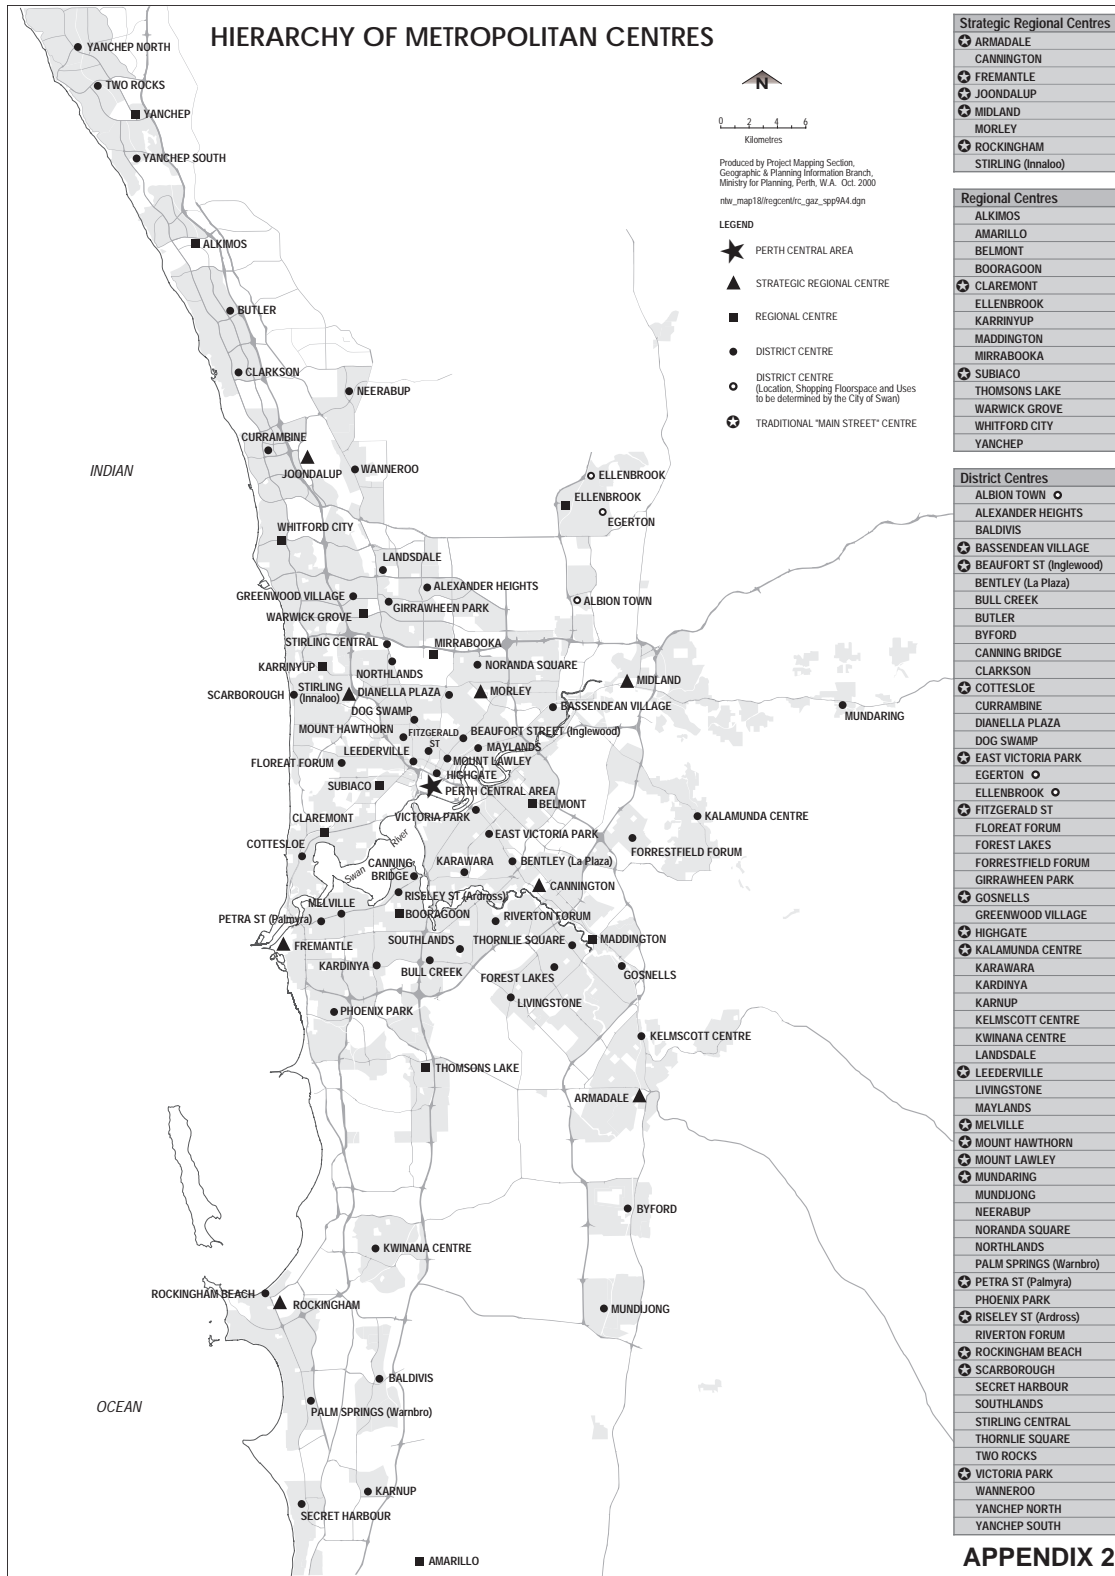 HIERARCHY OF METROPOLITAN CENTRES
N
0 2 4 6
Kilometres
Produced by Project Mapping Section,
Geographic & Planning Information Branch,
Ministry for Planning, Perth, W.A. Oct. 2000
LEGEND
PERTH CENTRAL AREA
STRATEGIC REGIONAL CENTRE
REGIONAL CENTRE
DISTRICT CENTRE
DISTRICT CENTRE
(Location, Shopping Floorspace and Uses
to be determined by the City of Swan)
TRADITIONAL "MAIN STREET" CENTRE
YANCHEP NORTH
TWO ROCKS
YANCHEP
YANCHEP SOUTH
ALKIMOS
BUTLER
CLARKSON
NEERABUP
CURRAMBINE
JOONDALUP
WANNEROO
INDIAN
ELLENBROOK
ELLENBROOK
EGERTON
WHITFORD CITY
LANDSDALE
ALEXANDER HEIGHTS
GREENWOOD VILLAGE
GIRRAWHEEN PARK
ALBION TOWN
WARWICK GROVE
STIRLING CENTRAL
MIRRABOOKA
KARRINYUP
NORTHLANDS
NORANDA SQUARE
SCARBOROUGH
STIRLING
(Innaloo)
DIANELLA PLAZA
MORLEY
MIDLAND
BASSENDEAN VILLAGE
MUNDARING
DOG SWAMP
MOUNT HAWTHORN
FITZGERALD
ST
BEAUFORT STREET (Inglewood)
LEEDERVILLE
MAYLANDS
FLOREAT FORUM
MOUNT LAWLEY
HIGHGATE
SUBIACO
PERTH CENTRAL AREA
BELMONT
VICTORIA PARK
KALAMUNDA CENTRE
CLAREMONT
River
EAST VICTORIA PARK
COTTESLOE
FORRESTFIELD FORUM
Swan
CANNING
BRIDGE
KARAWARA
BENTLEY (La Plaza)
RISELEY ST (Ardross)
CANNINGTON
MELVILLE
PETRA ST (Palmyra)
BOORAGOON
RIVERTON FORUM
FREMANTLE
SOUTHLANDS
THORNLIE SQUARE
MADDINGTON
KARDINYA
BULL CREEK
FOREST LAKES
GOSNELLS
LIVINGSTONE
PHOENIX PARK
KELMSCOTT CENTRE
THOMSONS LAKE
ARMADALE
BYFORD
KWINANA CENTRE
ROCKINGHAM BEACH
ROCKINGHAM
MUNDIJONG
BALDIVIS
OCEAN
PALM SPRINGS (Warnbro)
KARNUP
SECRET HARBOUR
AMARILLO
Strategic Regional Centres
ARMADALE
CANNINGTON
FREMANTLE
JOONDALUP
MIDLAND
MORLEY
ROCKINGHAM
STIRLING (Innaloo)
Regional Centres
ALKIMOS
AMARILLO
BELMONT
BOORAGOON
CLAREMONT
ELLENBROOK
KARRINYUP
MADDINGTON
MIRRABOOKA
SUBIACO
THOMSONS LAKE
WARWICK GROVE
WHITFORD CITY
YANCHEP
District Centres
ALBION TOWN
ALEXANDER HEIGHTS
BALDIVIS
BASSENDEAN VILLAGE
BEAUFORT ST (Inglewood)
BENTLEY (La Plaza)
BULL CREEK
BUTLER
BYFORD
CANNING BRIDGE
CLARKSON
COTTESLOE
CURRAMBINE
DIANELLA PLAZA
DOG SWAMP
EAST VICTORIA PARK
EGERTON
ELLENBROOK
FITZGERALD ST
FLOREAT FORUM
FOREST LAKES
FORRESTFIELD FORUM
GIRRAWHEEN PARK
GOSNELLS
GREENWOOD VILLAGE
HIGHGATE
KALAMUNDA CENTRE
KARAWARA
KARDINYA
KARNUP
KELMSCOTT CENTRE
KWINANA CENTRE
LANDSDALE
LEEDERVILLE
LIVINGSTONE
MAYLANDS
MELVILLE
MOUNT HAWTHORN
MOUNT LAWLEY
MUNDARING
MUNDIJONG
NEERABUP
NORANDA SQUARE
NORTHLANDS
PALM SPRINGS (Warnbro)
PETRA ST (Palmyra)
PHOENIX PARK
RISELEY ST (Ardross)
RIVERTON FORUM
ROCKINGHAM BEACH
SCARBOROUGH
SECRET HARBOUR
SOUTHLANDS
STIRLING CENTRAL
THORNLIE SQUARE
TWO ROCKS
VICTORIA PARK
WANNEROO
YANCHEP NORTH
YANCHEP SOUTH
APPENDIX 2